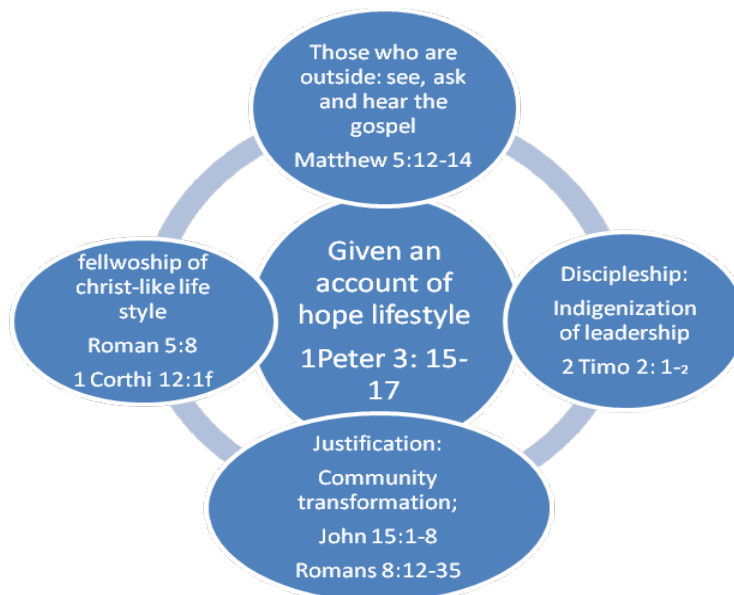 Those who are
outside: see, ask
and hear the
gospel
Matthew 5:12-14
Given an
account of
hope lifestyle
1Peter 3: 15-
17
fellwoship of
christ-like life
style
Roman 5:8
1 Corthi 12:1f
Discipleship:
Indigenization
of leadership
2 Timo 2: 1-2
Justification:
Community
transformation;
John 15:1-8
Romans 8:12-35